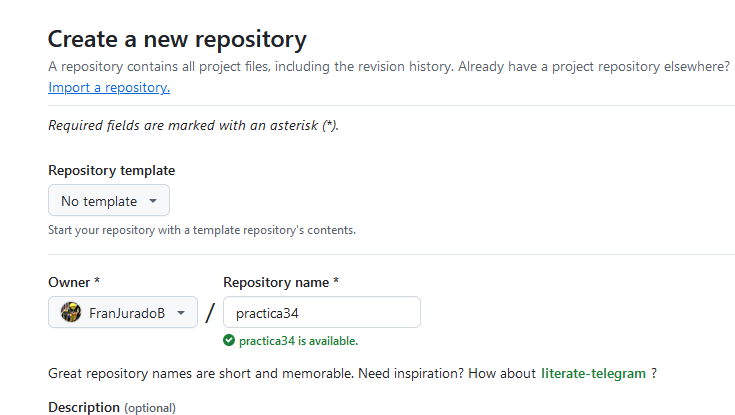 Create a new repository
A repository contains all project files, including the revision history. Already have a project repository elsewhere?
Import a repository.
Required fields are marked with an asterisk (*).
Repository template
No template
Start your repository with a template repository's contents.
Owner * Repository name *
FranJuradoB / practica34
practica34 is available.
Great repository names are short and memorable. Need inspiration? How about literate-telegram ?
Description (optional)